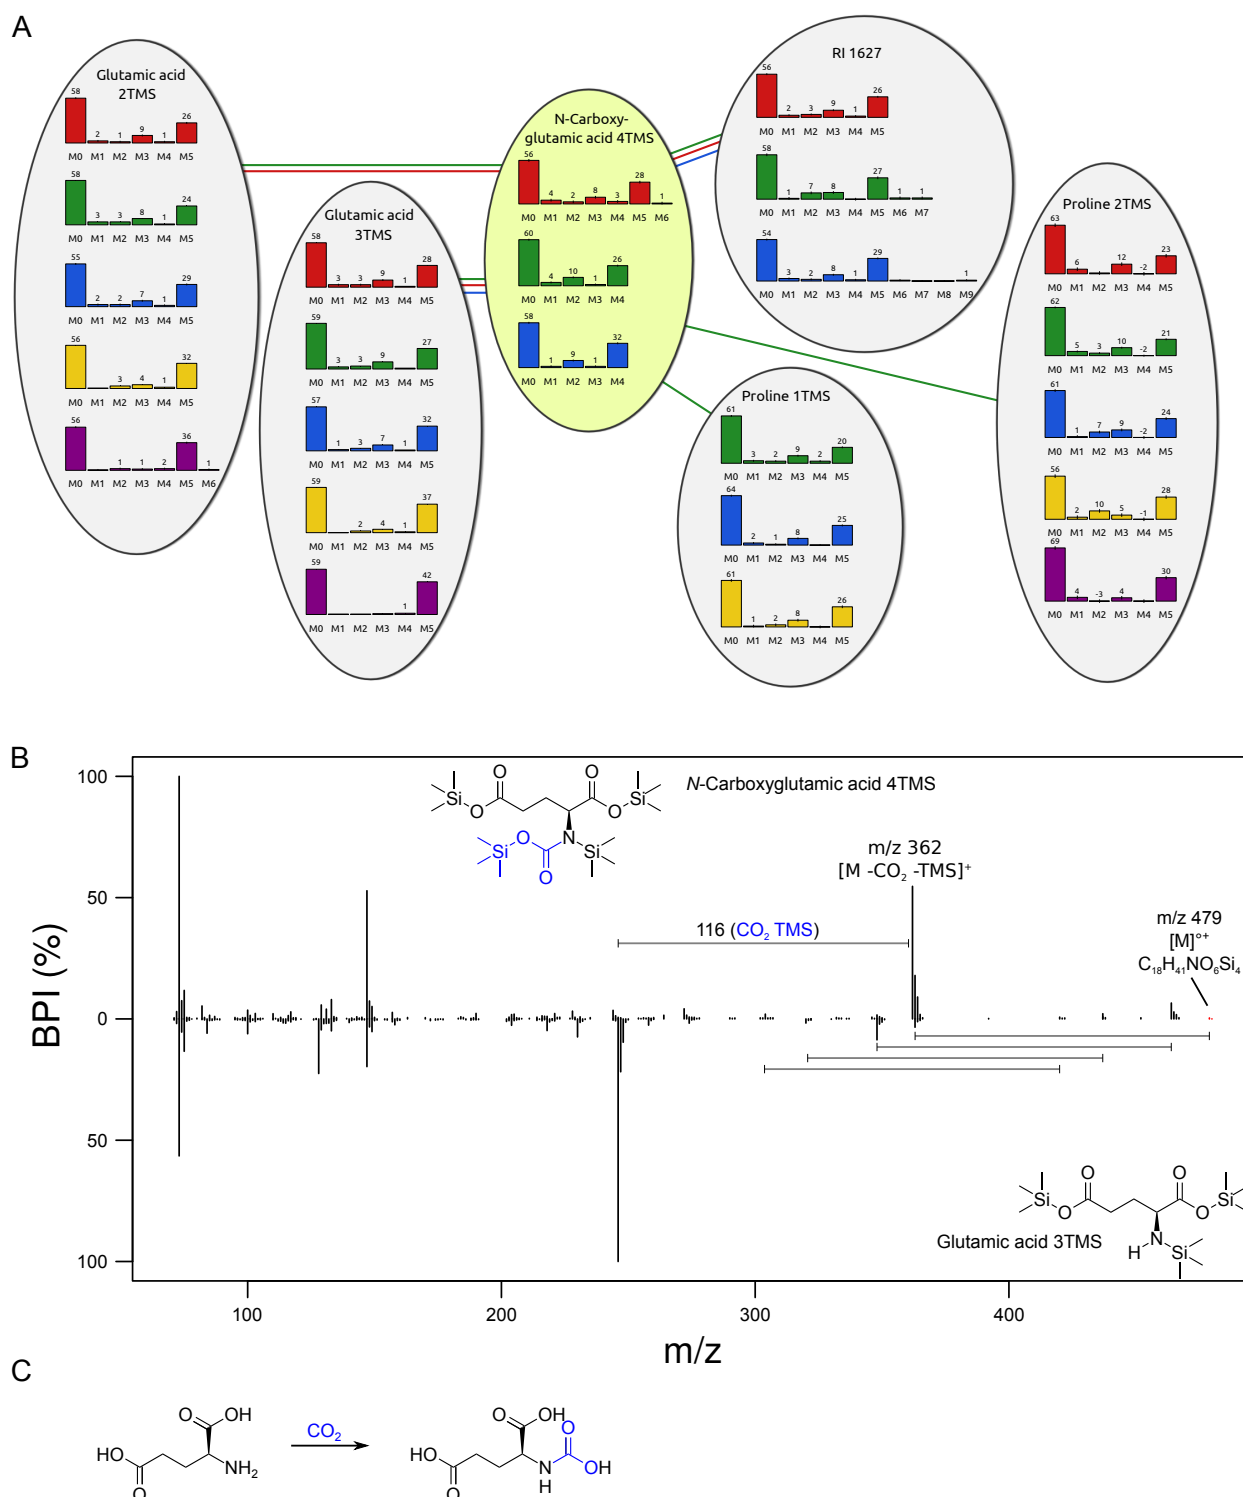 A
Glutamic acid
2TMS
58 2 1 9 1 26
M0 M1 M2 M3 M4 M5
58 3 3 8 1 24
M0 M1 M2 M3 M4 M5
55 2 2 7 1 29
M0 M1 M2 M3 M4 M5
56 3 4 1 32
M0 M1 M2 M3 M4 M5
56 1 1 2 36 1
M0 M1 M2 M3 M4 M5 M6
Glutamic acid
3TMS
58 3 3 9 1 28
M0 M1 M2 M3 M4 M5
59 3 3 9 27
M0 M1 M2 M3 M4 M5
57 1 3 7 1 32
M0 M1 M2 M3 M4 M5
59 2 4 1 37
M0 M1 M2 M3 M4 M5
59 1 42
M0 M1 M2 M3 M4 M5
N-Carboxy-
glutamic acid 4TMS
56 4 2 8 3 28 1
M0 M1 M2 M3 M4 M5 M6
60 4 10 1 26
M0 M1 M2 M3 M4
58 1 9 1 32
M0 M1 M2 M3 M4
RI 1627
56 2 3 9 1 26
M0 M1 M2 M3 M4 M5
58 1 7 8 27 1 1
M0 M1 M2 M3 M4 M5 M6 M7
54 3 2 8 1 29 1
M0 M1 M2 M3 M4 M5 M6 M7 M8 M9
Proline 1TMS
61 3 2 9 2 20
M0 M1 M2 M3 M4 M5
64 2 1 8 25
M0 M1 M2 M3 M4 M5
61 1 2 8 26
M0 M1 M2 M3 M4 M5
Proline 2TMS
63 6 12 -2 23
M0 M1 M2 M3 M4 M5
62 5 3 10 -2 21
M0 M1 M2 M3 M4 M5
61 1 7 9 -2 24
M0 M1 M2 M3 M4 M5
56 2 10 5 -1 28
M0 M1 M2 M3 M4 M5
69 4 -3 4 30
M0 M1 M2 M3 M4 M5
B
BPI (%)
100
50
0
50
100
N-Carboxyglutamic acid 4TMS
O O
Si O O Si
O N
Si Si
O
m/z 362
[M -CO₂ -TMS]⁺
116 (CO₂ TMS)
m/z 479
[M]°⁺
C₁₈H₄₁NO₆Si₄
O O
Si O O Si
Glutamic acid 3TMS
H N Si
100 200 300 400
m/z
C
O OH
HO
O NH₂
CO₂
O OH O
HO
O N OH
H